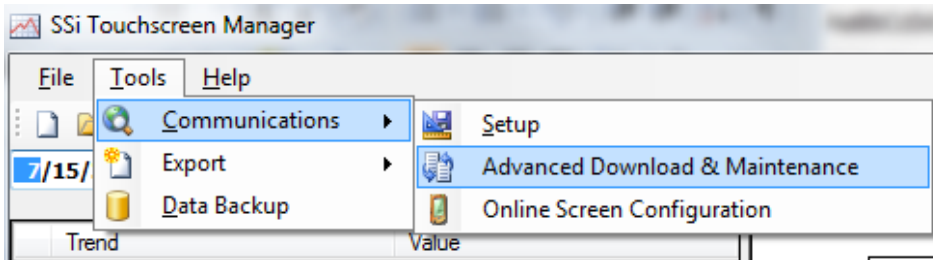 SSi Touchscreen Manager
File Tools Help
Communications Setup
Export Advanced Download & Maintenance
Data Backup Online Screen Configuration
7/15/
Trend Value